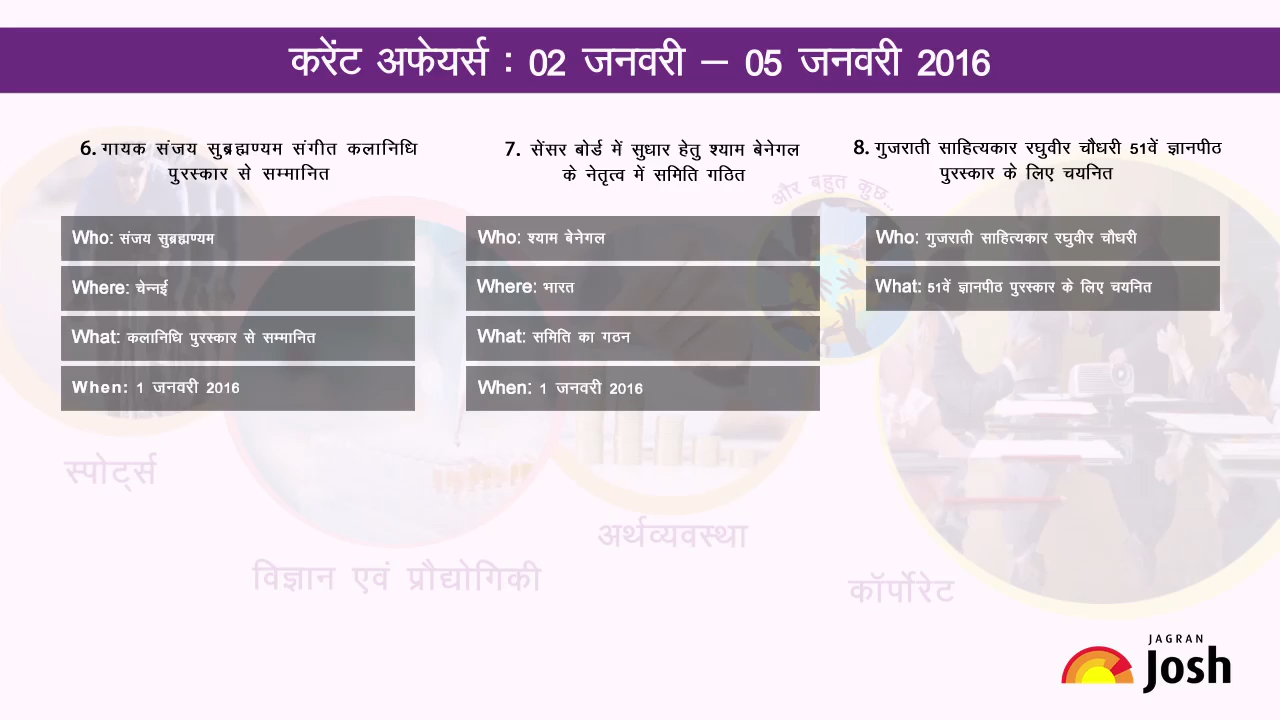 करेंट अफेयर्स : 02 जनवरी – 05 जनवरी 2016
6. गायक संजय सुब्रह्मण्यम संगीत कलानिधि
पुरस्कार से सम्मानित
Who: संजय सुब्रह्मण्यम
Where: चेन्नई
What: कलानिधि पुरस्कार से सम्मानित
When: 1 जनवरी 2016
7. सेंसर बोर्ड में सुधार हेतु श्याम बेनेगल
के नेतृत्व में समिति गठित
Who: श्याम बेनेगल
Where: भारत
What: समिति का गठन
When: 1 जनवरी 2016
8. गुजराती साहित्यकार रघुवीर चौधरी 51वें ज्ञानपीठ
पुरस्कार के लिए चयनित
Who: गुजराती साहित्यकार रघुवीर चौधरी
What: 51वें ज्ञानपीठ पुरस्कार के लिए चयनित
और बहुत कुछ...
स्पोर्ट्स
विज्ञान एवं प्रौद्योगिकी
अर्थव्यवस्था
कॉर्पोरेट
JAGRAN
Josh